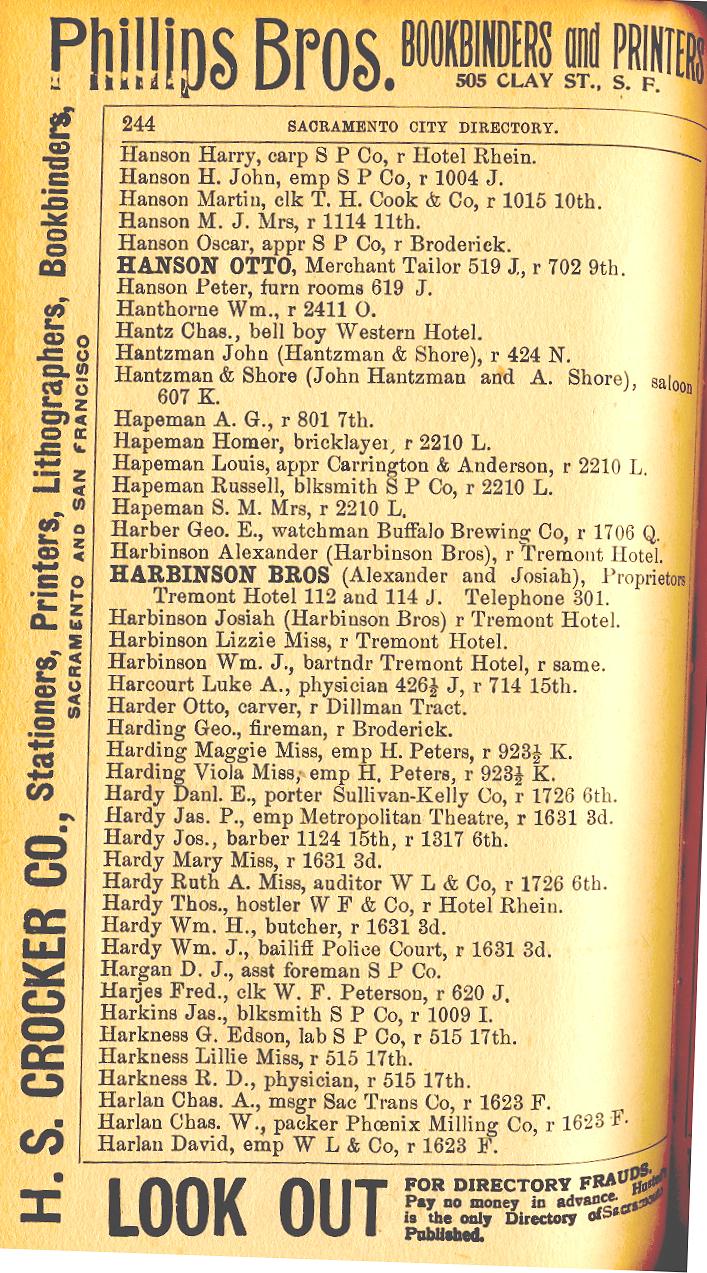 Phillips Bros. BOOKBINDERS and PRINTERS
505 CLAY ST., S. F.
H. S. CROCKER CO., Stationers, Printers, Lithographers, Bookbinders,
SACRAMENTO AND SAN FRANCISCO
244 SACRAMENTO CITY DIRECTORY.
Hanson Harry, carp S P Co, r Hotel Rhein.
Hanson H. John, emp S P Co, r 1004 J.
Hanson Martin, clk T. H. Cook & Co, r 1015 10th.
Hanson M. J. Mrs, r 1114 11th.
Hanson Oscar, appr S P Co, r Broderick.
HANSON OTTO, Merchant Tailor 519 J., r 702 9th.
Hanson Peter, furn rooms 619 J.
Hanthorne Wm., r 2411 O.
Hantz Chas., bell boy Western Hotel.
Hantzman John (Hantzman & Shore), r 424 N.
Hantzman & Shore (John Hantzman and A. Shore), saloon
607 K.
Hapeman A. G., r 801 7th.
Hapeman Homer, bricklayer, r 2210 L.
Hapeman Louis, appr Carrington & Anderson, r 2210 L.
Hapeman Russell, blksmith S P Co, r 2210 L.
Hapeman S. M. Mrs, r 2210 L.
Harber Geo. E., watchman Buffalo Brewing Co, r 1706 Q.
Harbinson Alexander (Harbinson Bros), r Tremont Hotel.
HARBINSON BROS (Alexander and Josiah), Proprietors
Tremont Hotel 112 and 114 J. Telephone 301.
Harbinson Josiah (Harbinson Bros) r Tremont Hotel.
Harbinson Lizzie Miss, r Tremont Hotel.
Harbinson Wm. J., bartndr Tremont Hotel, r same.
Harcourt Luke A., physician 426½ J, r 714 15th.
Harder Otto, carver, r Dillman Tract.
Harding Geo., fireman, r Broderick.
Harding Maggie Miss, emp H. Peters, r 923½ K.
Harding Viola Miss, emp H. Peters, r 923½ K.
Hardy Danl. E., porter Sullivan-Kelly Co, r 1726 6th.
Hardy Jas. P., emp Metropolitan Theatre, r 1631 3d.
Hardy Jos., barber 1124 15th, r 1317 6th.
Hardy Mary Miss, r 1631 3d.
Hardy Ruth A. Miss, auditor W L & Co, r 1726 6th.
Hardy Thos., hostler W F & Co, r Hotel Rhein.
Hardy Wm. H., butcher, r 1631 3d.
Hardy Wm. J., bailiff Police Court, r 1631 3d.
Hargan D. J., asst foreman S P Co.
Harjes Fred., clk W. F. Peterson, r 620 J.
Harkins Jas., blksmith S P Co, r 1009 I.
Harkness G. Edson, lab S P Co, r 515 17th.
Harkness Lillie Miss, r 515 17th.
Harkness R. D., physician, r 515 17th.
Harlan Chas. A., msgr Sac Trans Co, r 1623 F.
Harlan Chas. W., packer Phœnix Milling Co, r 1623 F.
Harlan David, emp W L & Co, r 1623 F.
LOOK OUT FOR DIRECTORY FRAUDS.
Pay no money in advance.
is the only Directory of Sacramento
Published.